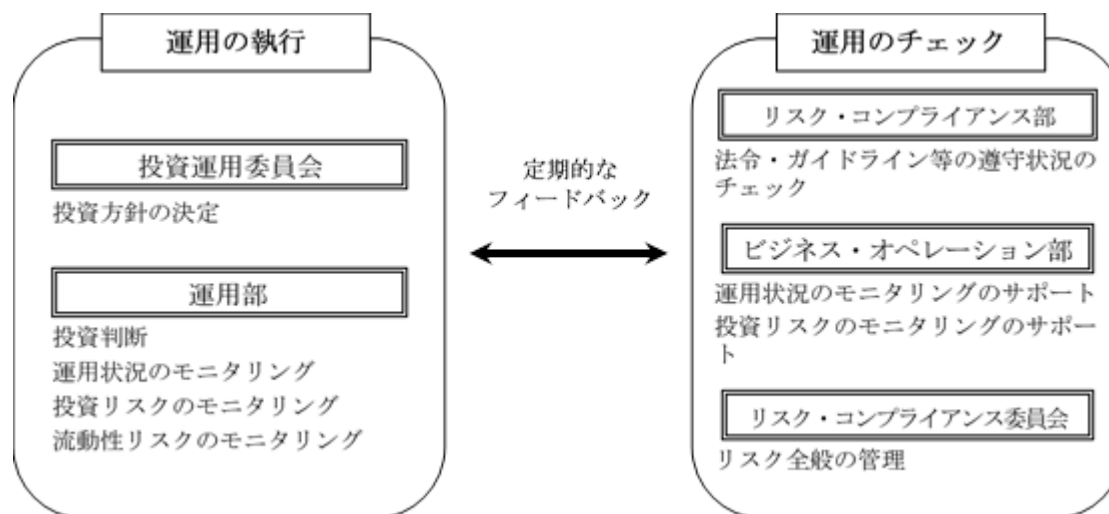 運用の執行
投資運用委員会
投資方針の決定
運用部
投資判断
運用状況のモニタリング
投資リスクのモニタリング
流動性リスクのモニタリング
定期的な
フィードバック
運用のチェック
リスク・コンプライアンス部
法令・ガイドライン等の遵守状況の
チェック
ビジネス・オペレーション部
運用状況のモニタリングのサポート
投資リスクのモニタリングのサポー
ト
リスク・コンプライアンス委員会
リスク全般の管理